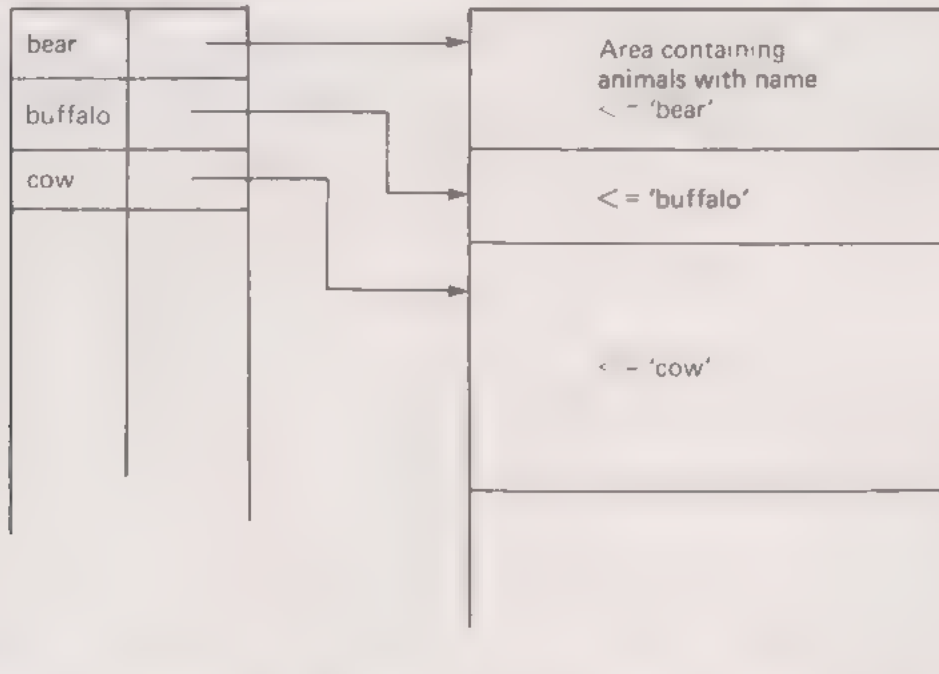 bear
buffalo
cow
Area containing
animals with name
<= 'bear'
<= 'buffalo'
<= 'cow'